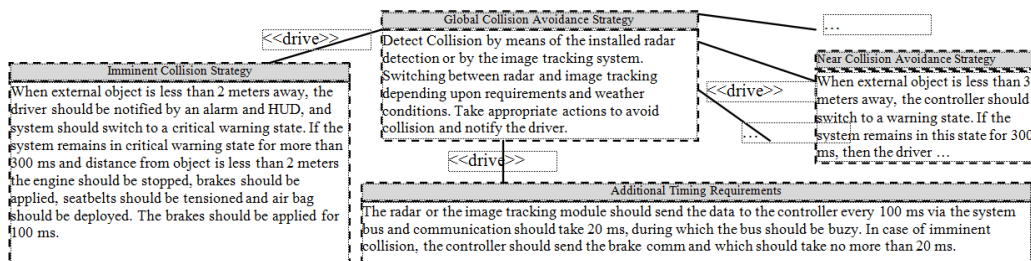 Global Collision Avoidance Strategy
...
<<drive>>
Detect Collision by means of the installed radar
detection or by the image tracking system.
Switching between radar and image tracking
depending upon requirements and weather
conditions. Take appropriate actions to avoid
collision and notify the driver.
Imminent Collision Strategy
When external object is less than 2 meters away, the
driver should be notified by an alarm and HUD, and
system should switch to a critical warning state. If the
system remains in critical warning state for more than
300 ms and distance from object is less than 2 meters
the engine should be stopped, brakes should be
applied, seatbelts should be tensioned and air bag
should be deployed. The brakes should be applied for
100 ms.
Near Collision Avoidance Strategy
When external object is less than 3
meters away, the controller should
switch to a warning state. If the
system remains in this state for 300
ms, then the driver ...
<<drive>>
...
<<drive>>
Additional Timing Requirements
The radar or the image tracking module should send the data to the controller every 100 ms via the system
bus and communication should take 20 ms, during which the bus should be busy. In case of imminent
collision, the controller should send the brake comm and which should take no more than 20 ms.